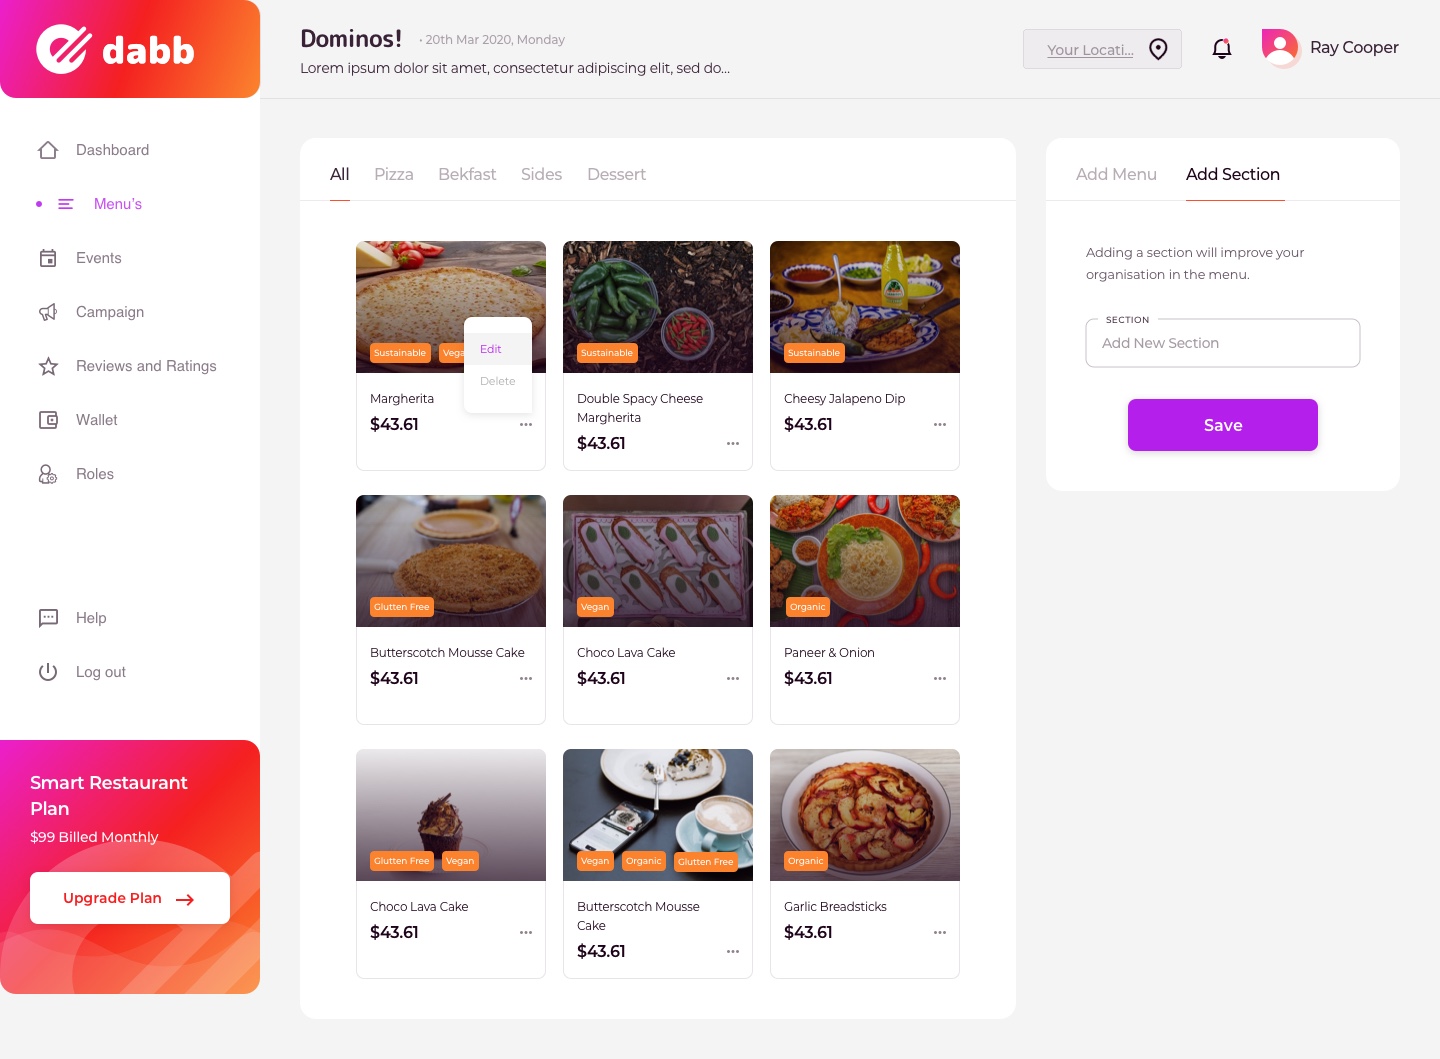 dabb
Dominos!
• 20th Mar 2020, Monday
Lorem ipsum dolor sit amet, consectetur adipiscing elit, sed do...
Your Locati...
Ray Cooper
Dashboard
Menu's
Events
Campaign
Reviews and Ratings
Wallet
Roles
Help
Log out
Smart Restaurant
Plan
$99 Billed Monthly
Upgrade Plan
All
Pizza
Bekfast
Sides
Dessert
Sustainable
Vega
Edit
Delete
Margherita
$43.61
Sustainable
Double Spacy Cheese
Margherita
$43.61
Sustainable
Cheesy Jalapeno Dip
$43.61
Glutten Free
Butterscotch Mousse Cake
$43.61
Vegan
Choco Lava Cake
$43.61
Organic
Paneer & Onion
$43.61
Glutten Free
Vegan
Choco Lava Cake
$43.61
Vegan
Organic
Glutten Free
Butterscotch Mousse
Cake
$43.61
Organic
Garlic Breadsticks
$43.61
Add Menu
Add Section
Adding a section will improve your
organisation in the menu.
SECTION
Add New Section
Save